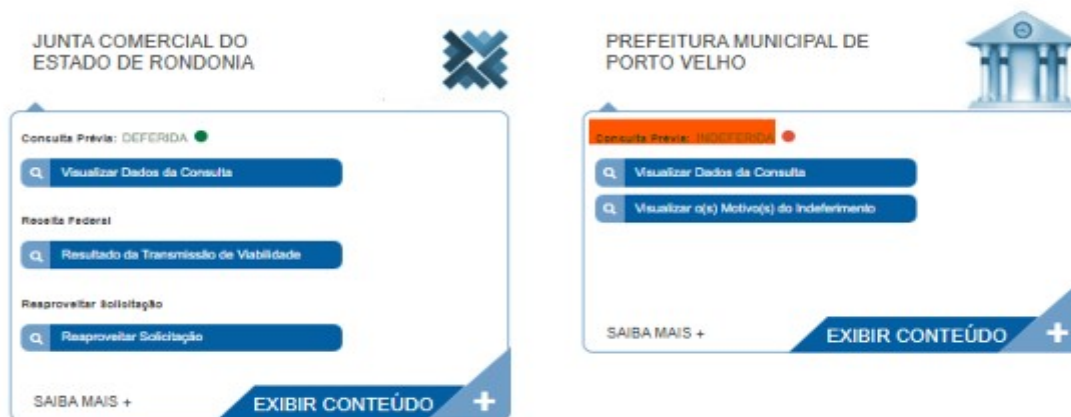 JUNTA COMERCIAL DO
ESTADO DE RONDONIA
Consulta Prévia: DEFERIDA
Visualizar Dados da Consulta
Receita Federal
Resultado da Transmissão de Viabilidade
Reaproveitar Solicitação
Reaproveitar Solicitação
SAIBA MAIS +
EXIBIR CONTEÚDO +
PREFEITURA MUNICIPAL DE
PORTO VELHO
Consulta Prévia: INDEFERIDA
Visualizar Dados da Consulta
Visualizar o(s) Motivo(s) do Indeferimento
SAIBA MAIS +
EXIBIR CONTEÚDO +